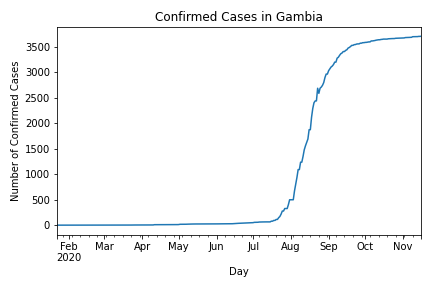 Confirmed Cases in Gambia
Number of Confirmed Cases
3500
3000
2500
2000
1500
1000
500
0
Feb Mar Apr May Jun Jul Aug Sep Oct Nov
2020
Day